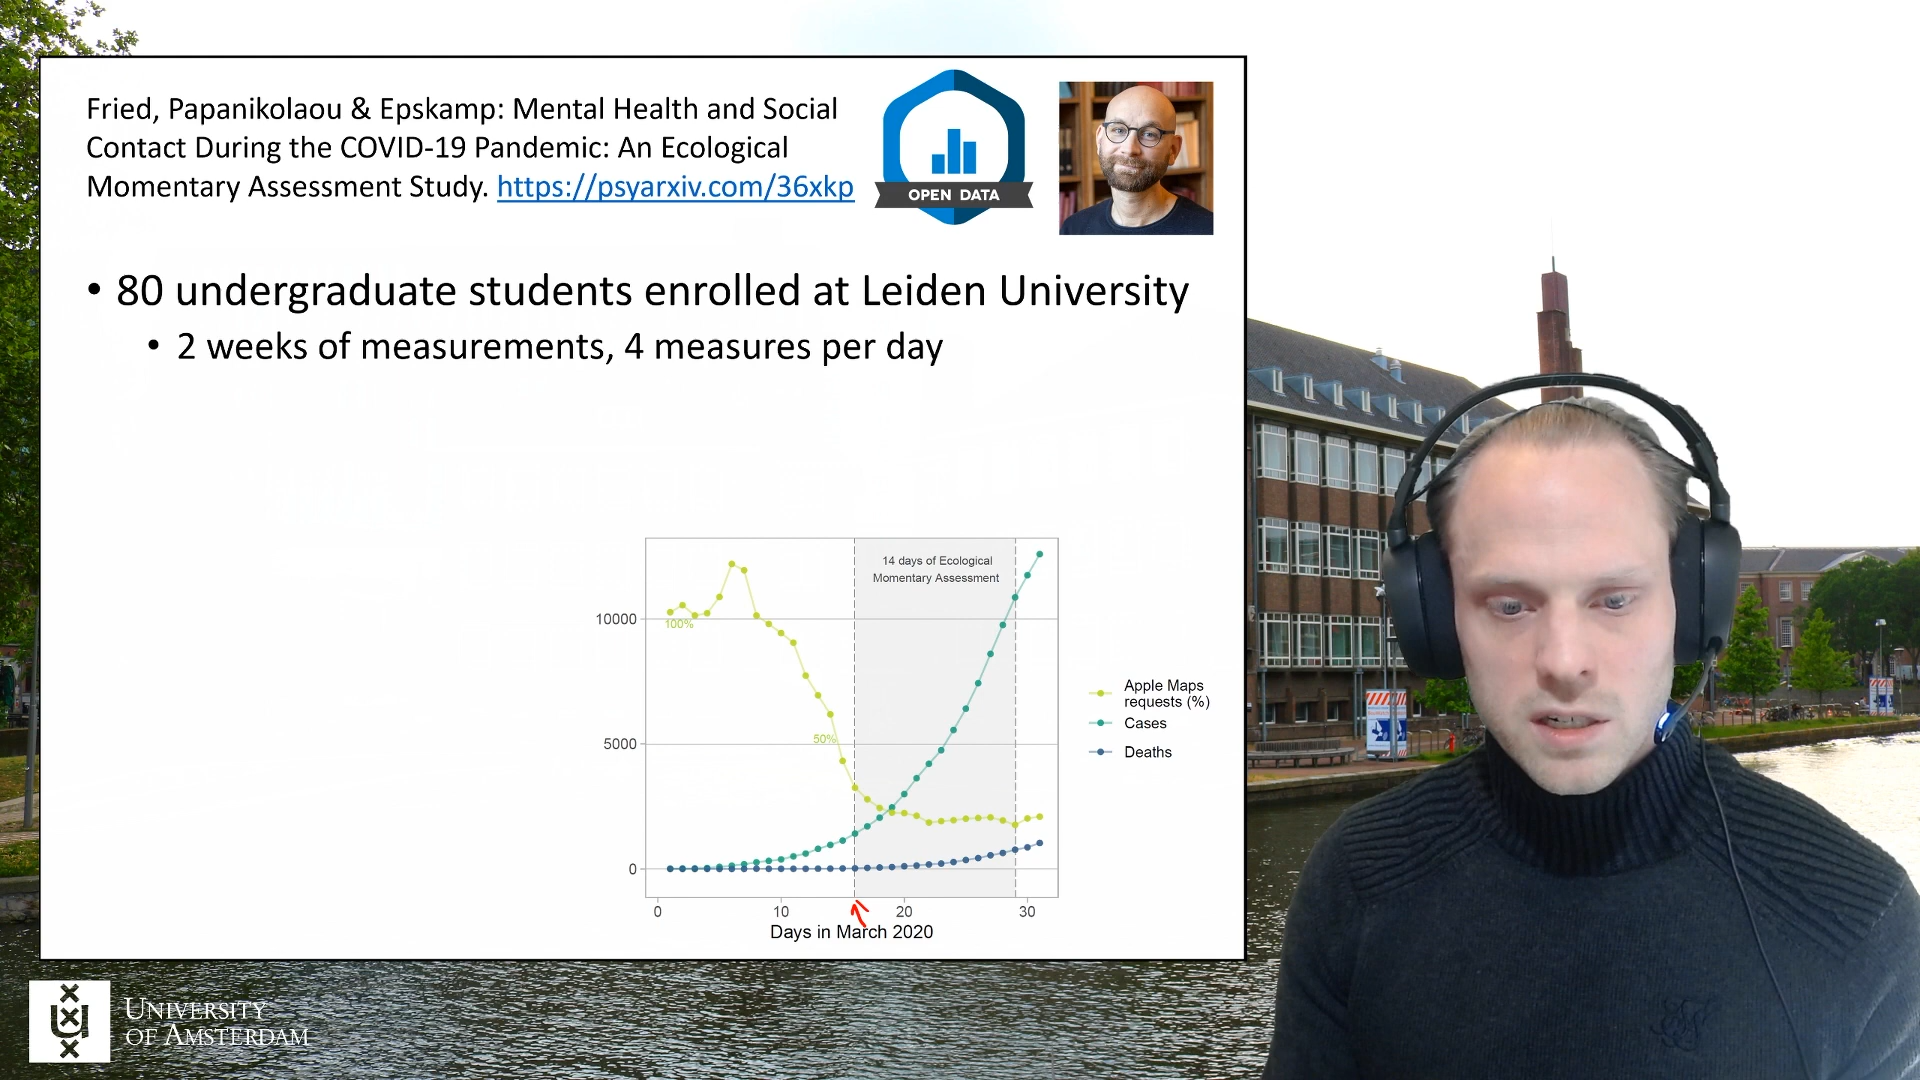 Fried, Papanikolaou & Epskamp: Mental Health and Social
Contact During the COVID-19 Pandemic: An Ecological
Momentary Assessment Study. https://psyarxiv.com/36xkp
OPEN DATA
• 80 undergraduate students enrolled at Leiden University
• 2 weeks of measurements, 4 measures per day
14 days of Ecological
Momentary Assessment
10000
100%
50%
5000
0
Apple Maps
requests (%)
Cases
Deaths
0 10 20 30
Days in March 2020
UNIVERSITY
OF AMSTERDAM